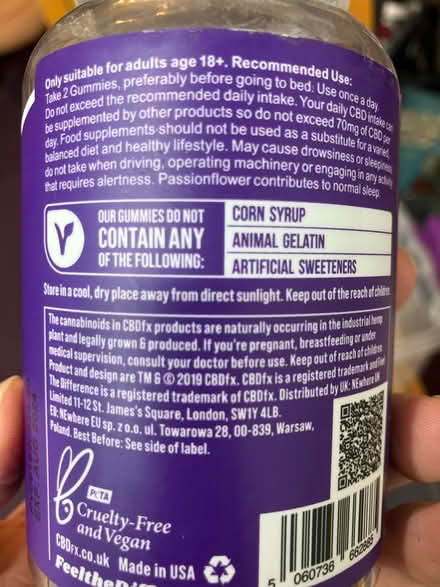 Only suitable for adults age 18+. Recommended Use:
Take 2 Gummies, preferably before going to bed. Use once a day.
Do not exceed the recommended daily intake. Your daily CBD intake can
be supplemented by other products so do not exceed 70mg of CBD per
day. Food supplements should not be used as a substitute for a varied,
balanced diet and healthy lifestyle. May cause drowsiness or sleepiness
do not take when driving, operating machinery or engaging in any activity
that requires alertness. Passionflower contributes to normal sleep.
V
OUR GUMMIES DO NOT
CONTAIN ANY
OF THE FOLLOWING:
CORN SYRUP
ANIMAL GELATIN
ARTIFICIAL SWEETENERS
Store in a cool, dry place away from direct sunlight. Keep out of the reach of children.
The cannabinoids in CBDfx products are naturally occurring in the industrial hemp
plant and legally grown & produced. If you're pregnant, breastfeeding or under
medical supervision, consult your doctor before use. Keep out of reach of children.
Product and design are TM & © 2019 CBDfx. CBDfx is a registered trademark and Feel
The Difference is a registered trademark of CBDfx. Distributed by UK: NEwhere UK
Limited 11-12 St. James's Square, London, SW1Y 4LB.
EU: NEwhere EU sp. z o.o. ul. Towarowa 28, 00-839, Warsaw,
Poland. Best Before: See side of label.
PETA
Cruelty-Free
and Vegan
CBDfx.co.uk Made in USA
5 060736 662885